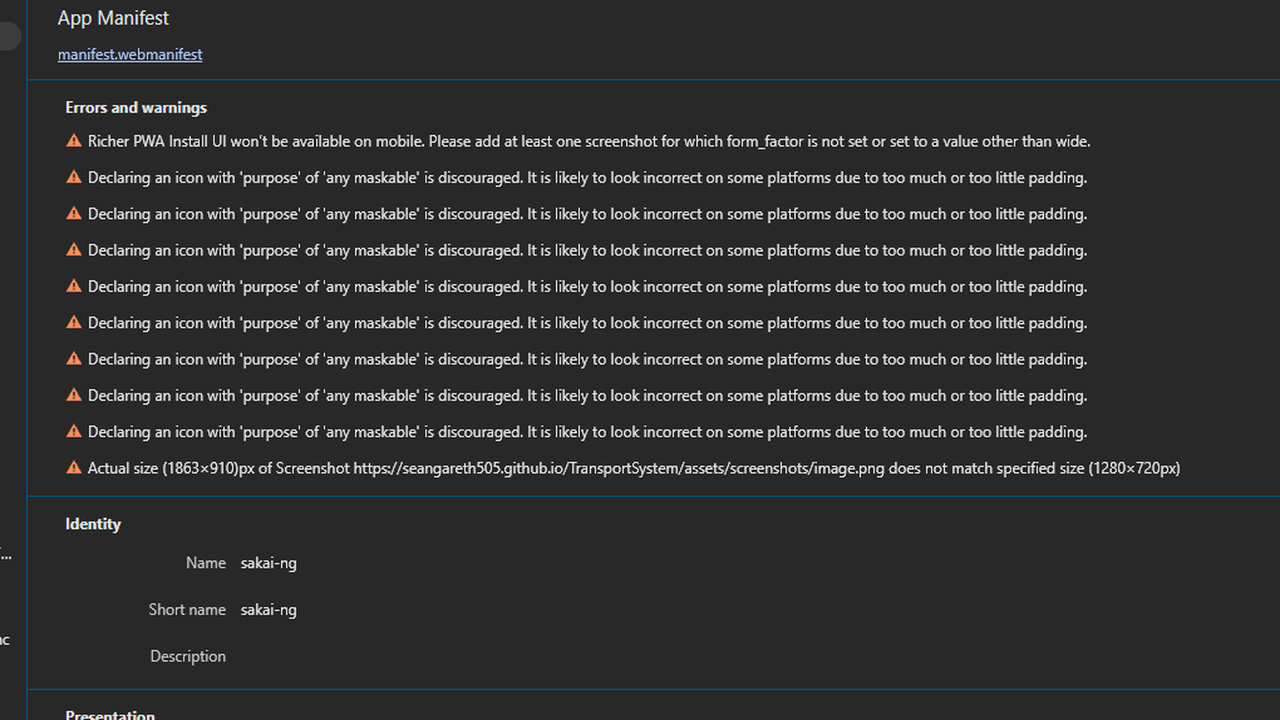 App Manifest
manifest.webmanifest
Errors and warnings
Richer PWA Install UI won’t be available on mobile. Please add at least one screenshot for which form_factor is not set or set to a value other than wide.
Declaring an icon with 'purpose' of 'any maskable' is discouraged. It is likely to look incorrect on some platforms due to too much or too little padding.
Declaring an icon with 'purpose' of 'any maskable' is discouraged. It is likely to look incorrect on some platforms due to too much or too little padding.
Declaring an icon with 'purpose' of 'any maskable' is discouraged. It is likely to look incorrect on some platforms due to too much or too little padding.
Declaring an icon with 'purpose' of 'any maskable' is discouraged. It is likely to look incorrect on some platforms due to too much or too little padding.
Declaring an icon with 'purpose' of 'any maskable' is discouraged. It is likely to look incorrect on some platforms due to too much or too little padding.
Declaring an icon with 'purpose' of 'any maskable' is discouraged. It is likely to look incorrect on some platforms due to too much or too little padding.
Declaring an icon with 'purpose' of 'any maskable' is discouraged. It is likely to look incorrect on some platforms due to too much or too little padding.
Declaring an icon with 'purpose' of 'any maskable' is discouraged. It is likely to look incorrect on some platforms due to too much or too little padding.
Actual size (1863×910)px of Screenshot https://seangareth505.github.io/TransportSystem/assets/screenshots/image.png does not match specified size (1280×720px)
Identity
Name sakai-ng
Short name sakai-ng
Description
Presentation